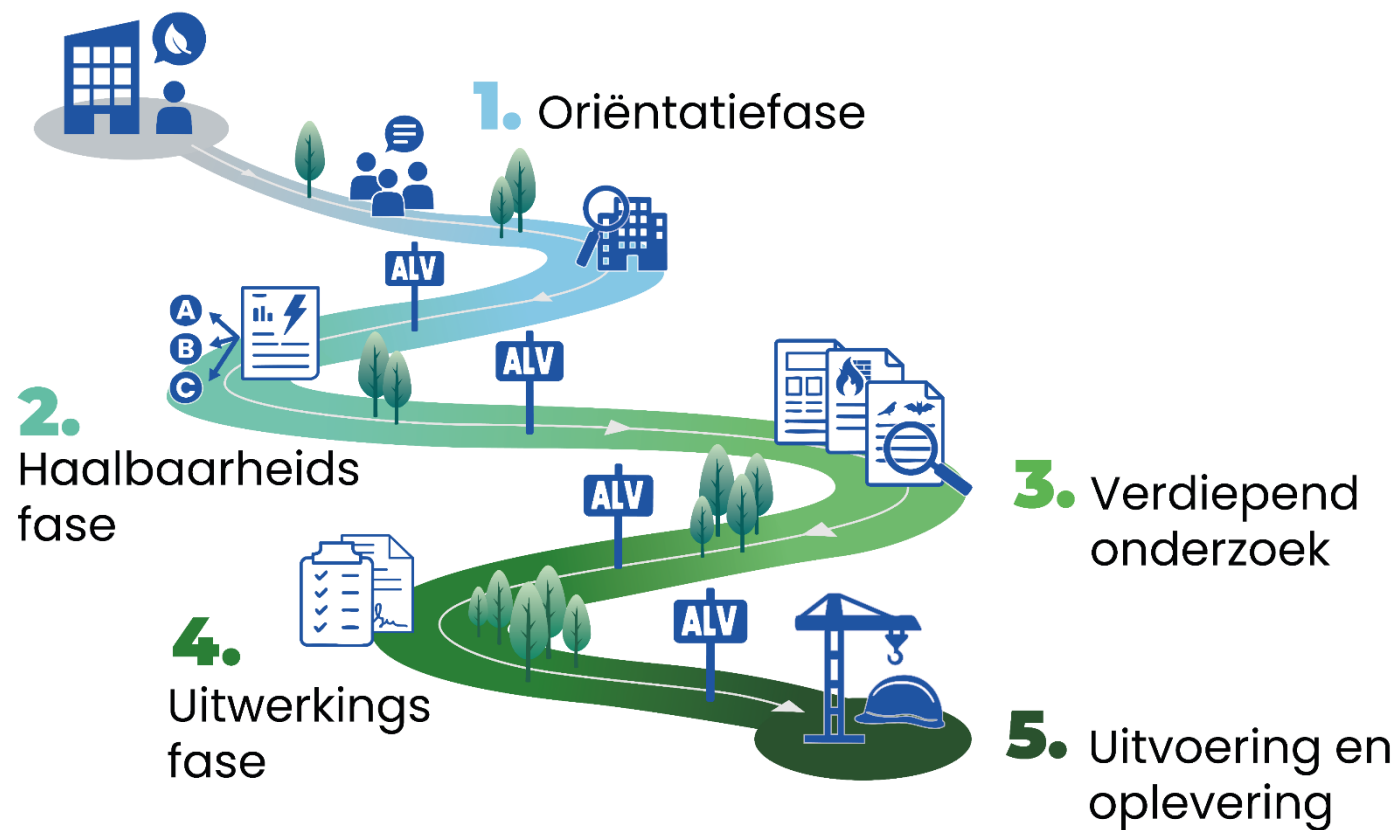 1. Oriëntatiefase
ALV
A
B
C
ALV
2.
Haalbaarheids
fase
ALV
3. Verdiepend
onderzoek
4.
Uitwerkings
fase
ALV
5. Uitvoering en
oplevering